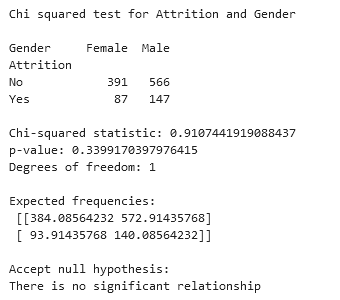 Chi squared test for Attrition and Gender
Gender Female Male
Attrition
No 391 566
Yes 87 147
Chi-squared statistic: 0.9107441919088437
p-value: 0.3399170397976415
Degrees of freedom: 1
Expected frequencies:
[[384.08564232 572.91435768]
[ 93.91435768 140.08564232]]
Accept null hypothesis:
There is no significant relationship